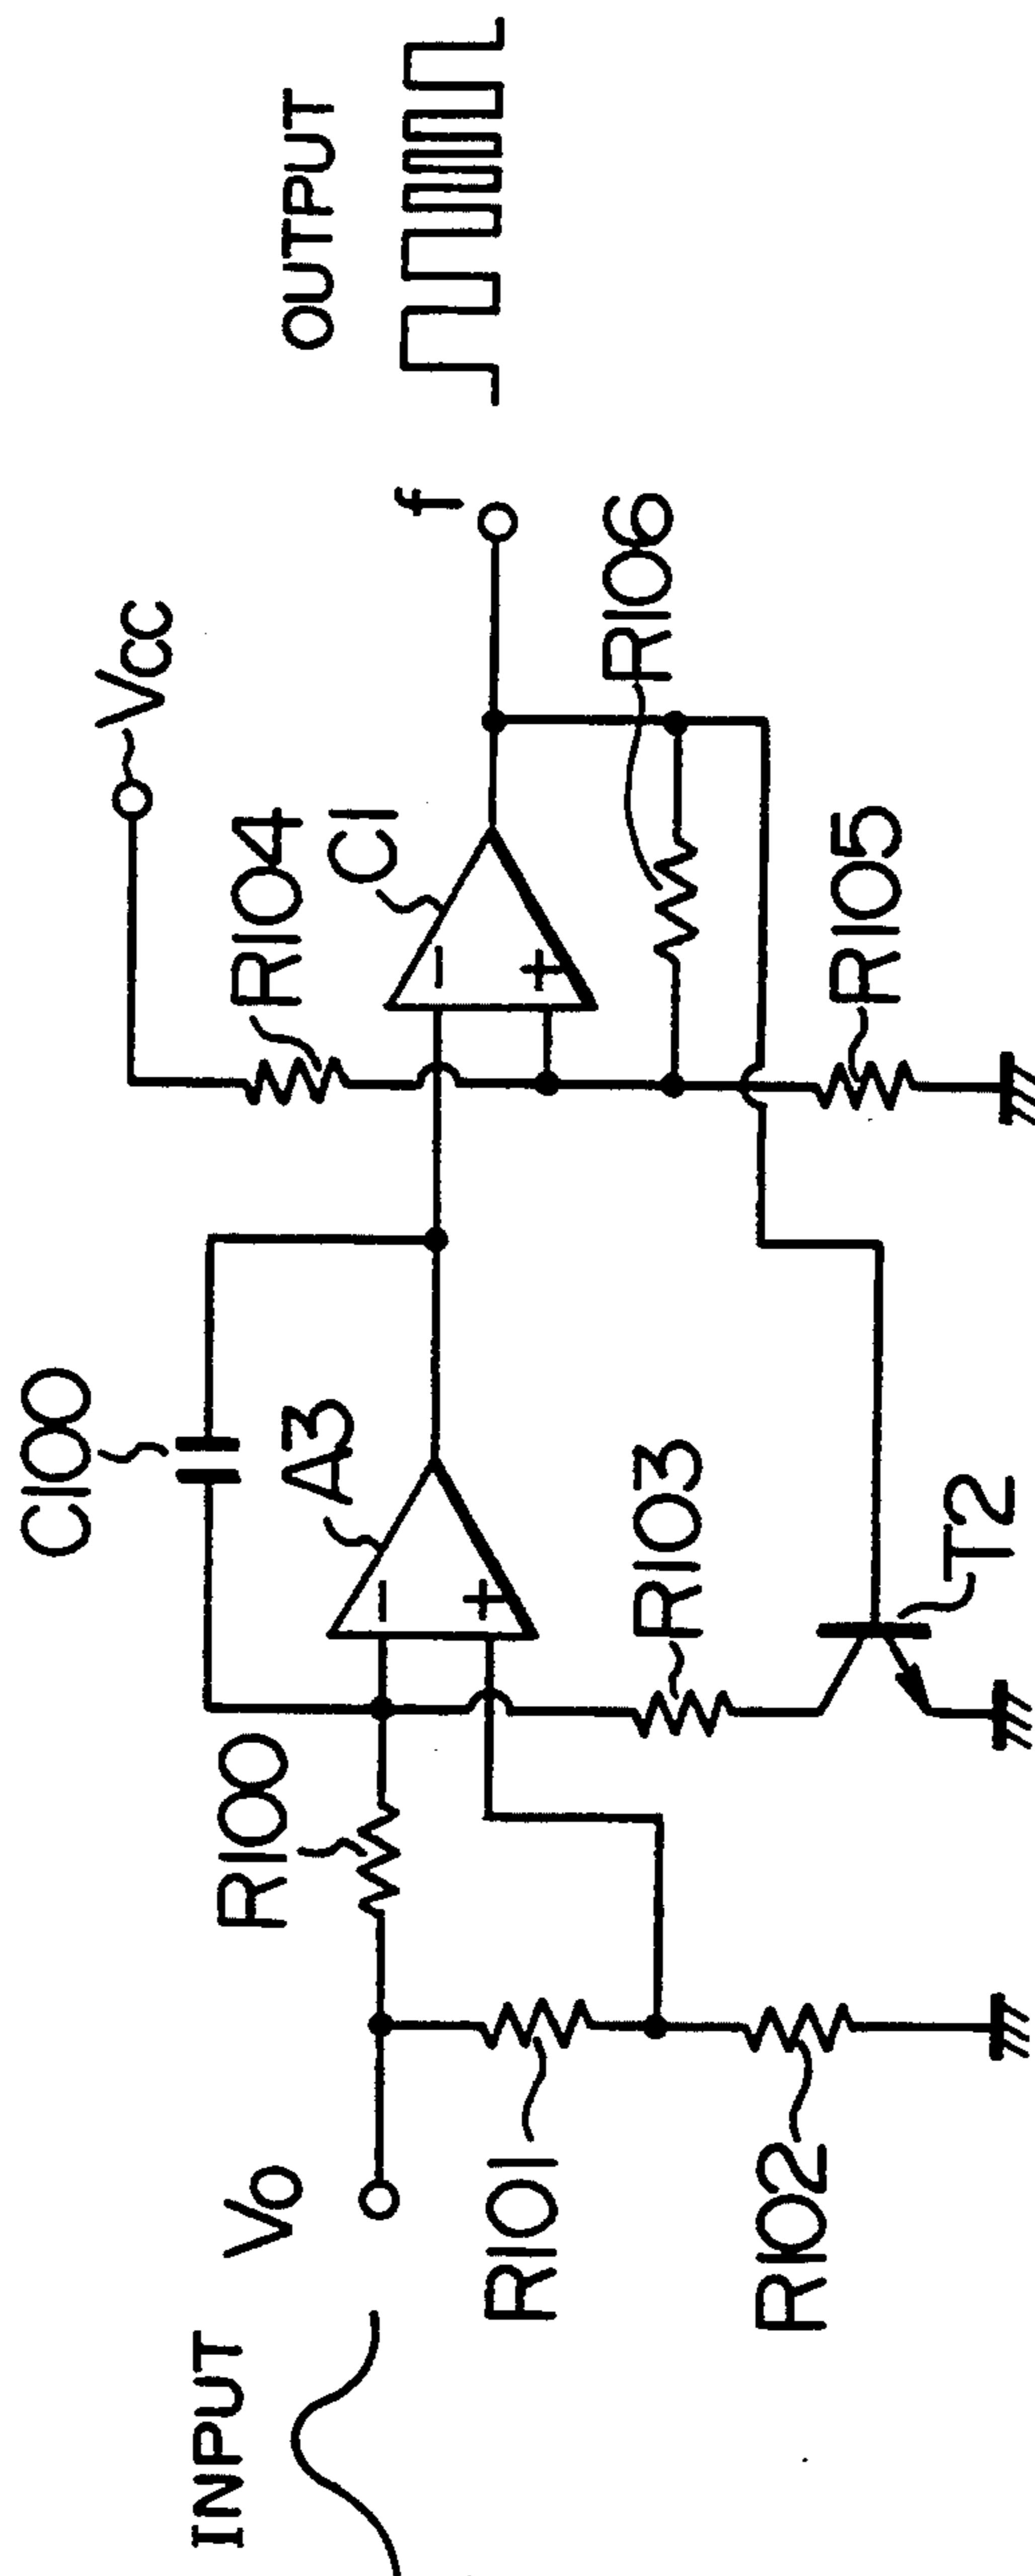 INPUT
Vo
R101
R102
R100
C100
A3
R103
T2
Vcc
R104
C1
R105
R106
f
OUTPUT
−
+
−
+